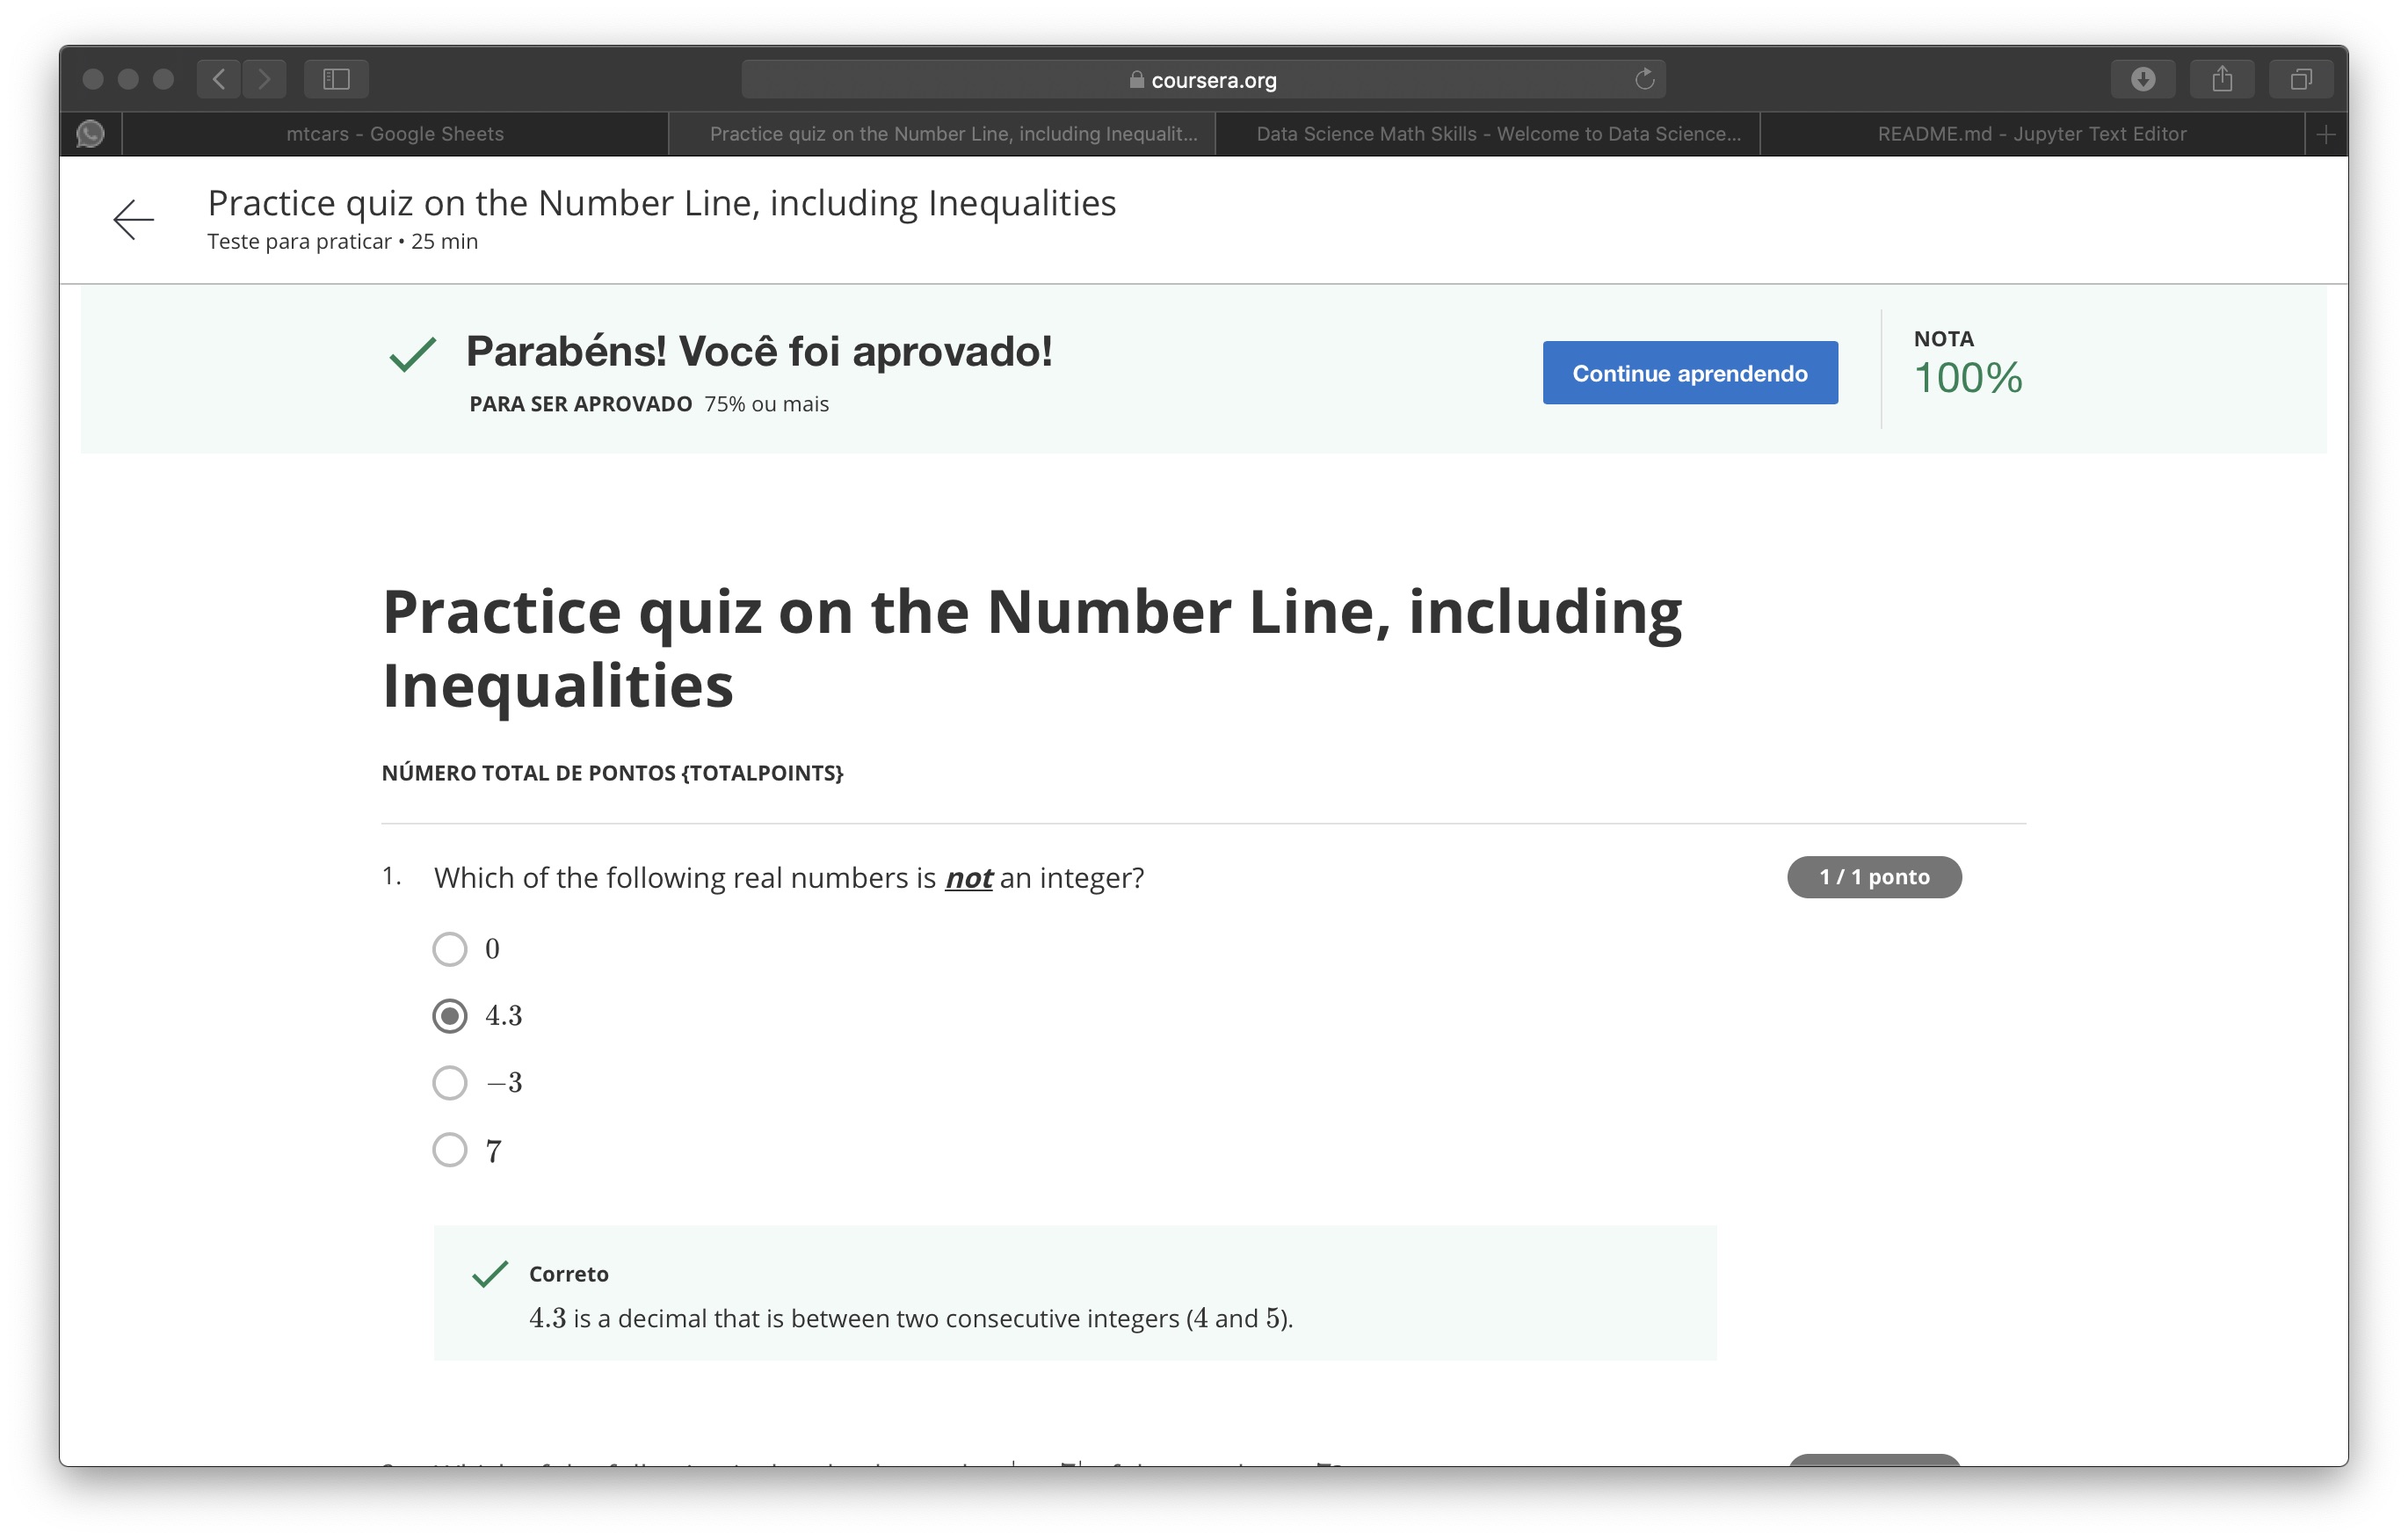 coursera.org
mtcars - Google Sheets
Practice quiz on the Number Line, including Inequalit...
Data Science Math Skills - Welcome to Data Science...
README.md - Jupyter Text Editor
Practice quiz on the Number Line, including Inequalities
Teste para praticar • 25 min
Parabéns! Você foi aprovado!
PARA SER APROVADO 75% ou mais
Continue aprendendo
NOTA
100%
Practice quiz on the Number Line, including
Inequalities
NÚMERO TOTAL DE PONTOS {TOTALPOINTS}
1. Which of the following real numbers is not an integer?
1 / 1 ponto
0
4.3
−3
7
Correto
4.3 is a decimal that is between two consecutive integers (4 and 5).